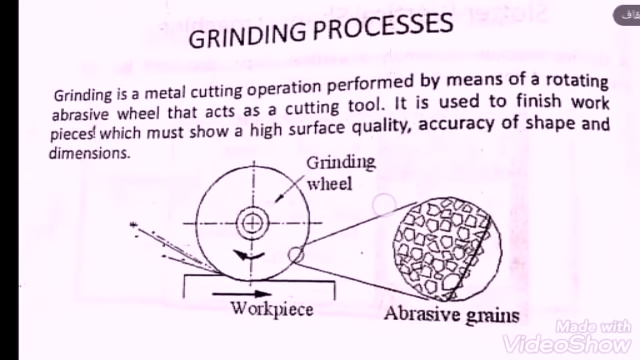 قاف
GRINDING PROCESSES
Grinding is a metal cutting operation performed by means of a rotating
abrasive wheel that acts as a cutting tool. It is used to finish work
pieces which must show a high surface quality, accuracy of shape and
dimensions.
Grinding
wheel
Workpiece
Abrasive grains
Made with
VideoShow